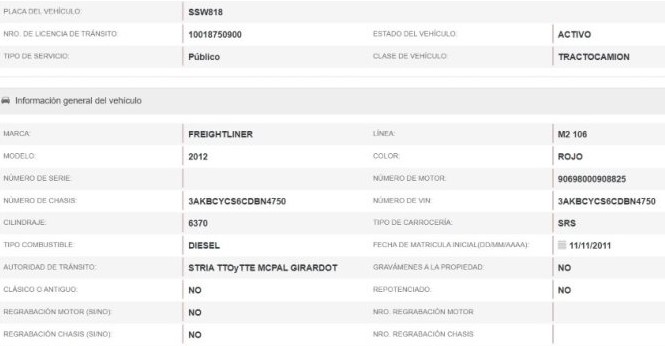 PLACA DEL VEHÍCULO: SSW818
NRO. DE LICENCIA DE TRÁNSITO: 10018750900 ESTADO DEL VEHÍCULO: ACTIVO
TIPO DE SERVICIO: Público CLASE DE VEHÍCULO: TRACTOCAMION
Información general del vehículo
MARCA: FREIGHTLINER LÍNEA: M2 106
MODELO: 2012 COLOR: ROJO
NÚMERO DE SERIE: NÚMERO DE MOTOR: 90698000908825
NÚMERO DE CHASIS: 3AKBCYCS6CDBN4750 NÚMERO DE VIN: 3AKBCYCS6CDBN4750
CILINDRAJE: 6370 TIPO DE CARROCERÍA: SRS
TIPO COMBUSTIBLE: DIESEL FECHA DE MATRICULA INICIAL(DD/MM/AAAA): 11/11/2011
AUTORIDAD DE TRÁNSITO: STRIA TTOyTTE MCPAL GIRARDOT GRAVÁMENES A LA PROPIEDAD: NO
CLÁSICO O ANTIGUO: NO REPOTENCIADO: NO
REGRABACIÓN MOTOR (SI/NO): NO NRO. REGRABACIÓN MOTOR
REGRABACIÓN CHASIS (SI/NO): NO NRO. REGRABACIÓN CHASIS